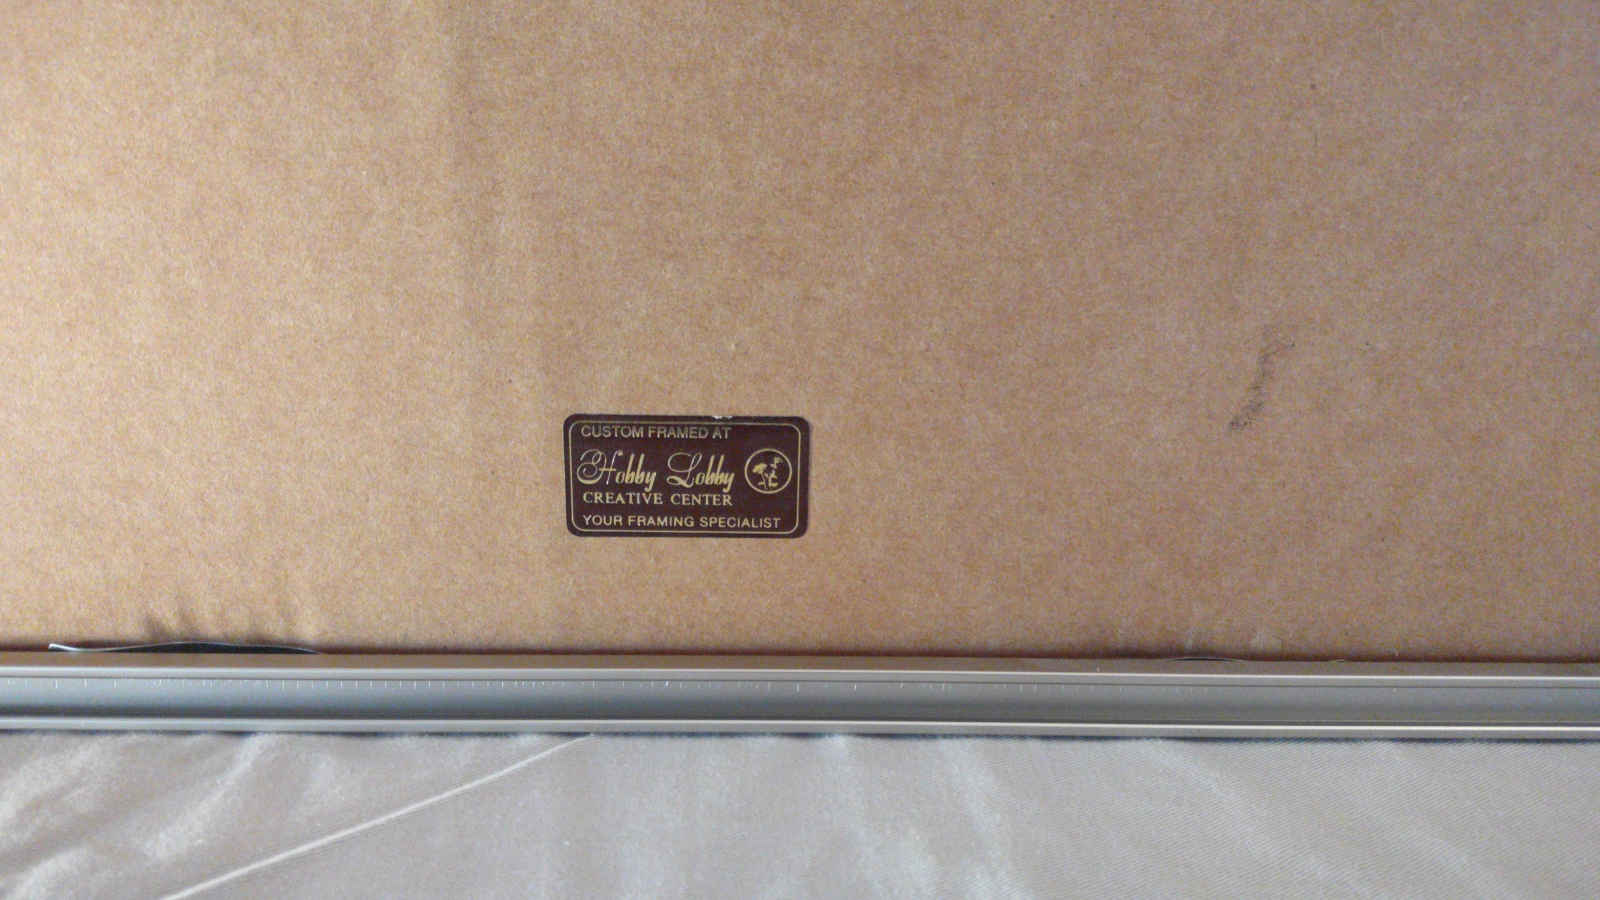 CUSTOM FRAMED AT
Hobby Lobby
CREATIVE CENTER
YOUR FRAMING SPECIALIST